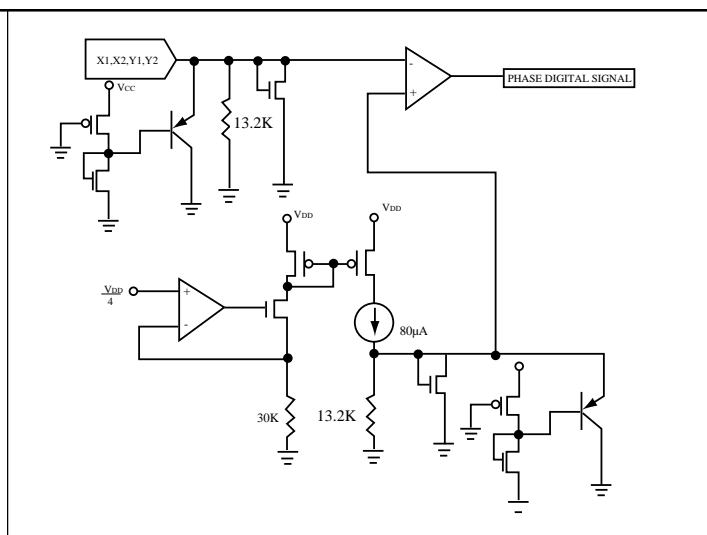 X1,X2,Y1,Y2
VCC
-
+
PHASE DIGITAL SIGNAL
13.2K
VDD
VDD
VDD
4
+
-
80µA
30K
13.2K